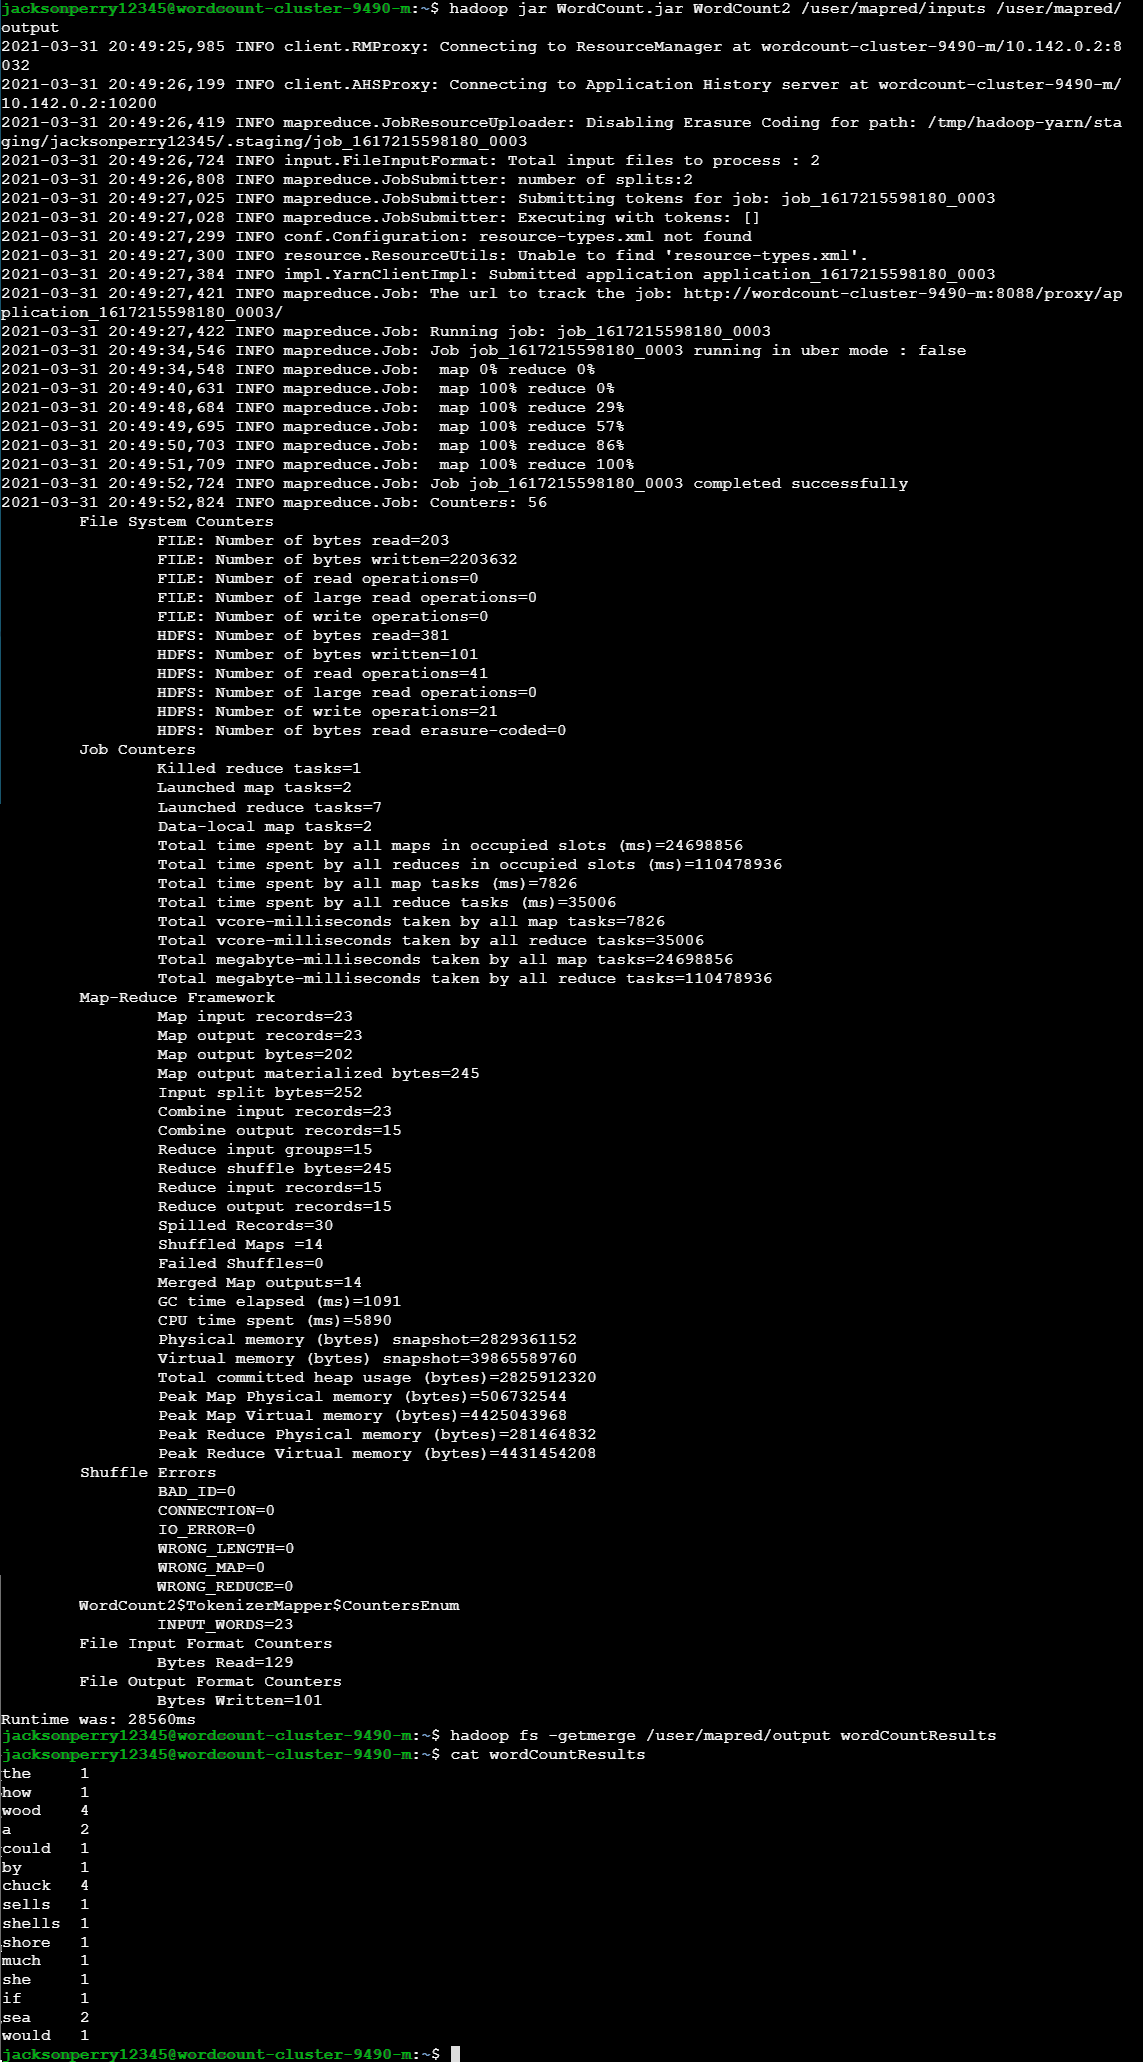 jacksonperry12345@wordcount-cluster-9490-m:~$ hadoop jar WordCount.jar WordCount2 /user/mapred/inputs /user/mapred/
output
2021-03-31 20:49:25,985 INFO client.RMProxy: Connecting to ResourceManager at wordcount-cluster-9490-m/10.142.0.2:8
032
2021-03-31 20:49:26,199 INFO client.AHSProxy: Connecting to Application History server at wordcount-cluster-9490-m/
10.142.0.2:10200
2021-03-31 20:49:26,419 INFO mapreduce.JobResourceUploader: Disabling Erasure Coding for path: /tmp/hadoop-yarn/sta
ging/jacksonperry12345/.staging/job_1617215598180_0003
2021-03-31 20:49:26,724 INFO input.FileInputFormat: Total input files to process : 2
2021-03-31 20:49:26,808 INFO mapreduce.JobSubmitter: number of splits:2
2021-03-31 20:49:27,025 INFO mapreduce.JobSubmitter: Submitting tokens for job: job_1617215598180_0003
2021-03-31 20:49:27,028 INFO mapreduce.JobSubmitter: Executing with tokens: []
2021-03-31 20:49:27,299 INFO conf.Configuration: resource-types.xml not found
2021-03-31 20:49:27,300 INFO resource.ResourceUtils: Unable to find 'resource-types.xml'.
2021-03-31 20:49:27,384 INFO impl.YarnClientImpl: Submitted application application_1617215598180_0003
2021-03-31 20:49:27,421 INFO mapreduce.Job: The url to track the job: http://wordcount-cluster-9490-m:8088/proxy/ap
plication_1617215598180_0003/
2021-03-31 20:49:27,422 INFO mapreduce.Job: Running job: job_1617215598180_0003
2021-03-31 20:49:34,546 INFO mapreduce.Job: Job job_1617215598180_0003 running in uber mode : false
2021-03-31 20:49:34,548 INFO mapreduce.Job:  map 0% reduce 0%
2021-03-31 20:49:40,631 INFO mapreduce.Job:  map 100% reduce 0%
2021-03-31 20:49:48,684 INFO mapreduce.Job:  map 100% reduce 29%
2021-03-31 20:49:49,695 INFO mapreduce.Job:  map 100% reduce 57%
2021-03-31 20:49:50,703 INFO mapreduce.Job:  map 100% reduce 86%
2021-03-31 20:49:51,709 INFO mapreduce.Job:  map 100% reduce 100%
2021-03-31 20:49:52,724 INFO mapreduce.Job: Job job_1617215598180_0003 completed successfully
2021-03-31 20:49:52,824 INFO mapreduce.Job: Counters: 56
File System Counters
FILE: Number of bytes read=203
FILE: Number of bytes written=2203632
FILE: Number of read operations=0
FILE: Number of large read operations=0
FILE: Number of write operations=0
HDFS: Number of bytes read=381
HDFS: Number of bytes written=101
HDFS: Number of read operations=41
HDFS: Number of large read operations=0
HDFS: Number of write operations=21
HDFS: Number of bytes read erasure-coded=0
Job Counters
Killed reduce tasks=1
Launched map tasks=2
Launched reduce tasks=7
Data-local map tasks=2
Total time spent by all maps in occupied slots (ms)=24698856
Total time spent by all reduces in occupied slots (ms)=110478936
Total time spent by all map tasks (ms)=7826
Total time spent by all reduce tasks (ms)=35006
Total vcore-milliseconds taken by all map tasks=7826
Total vcore-milliseconds taken by all reduce tasks=35006
Total megabyte-milliseconds taken by all map tasks=24698856
Total megabyte-milliseconds taken by all reduce tasks=110478936
Map-Reduce Framework
Map input records=23
Map output records=23
Map output bytes=202
Map output materialized bytes=245
Input split bytes=252
Combine input records=23
Combine output records=15
Reduce input groups=15
Reduce shuffle bytes=245
Reduce input records=15
Reduce output records=15
Spilled Records=30
Shuffled Maps =14
Failed Shuffles=0
Merged Map outputs=14
GC time elapsed (ms)=1091
CPU time spent (ms)=5890
Physical memory (bytes) snapshot=2829361152
Virtual memory (bytes) snapshot=39865589760
Total committed heap usage (bytes)=2825912320
Peak Map Physical memory (bytes)=506732544
Peak Map Virtual memory (bytes)=4425043968
Peak Reduce Physical memory (bytes)=281464832
Peak Reduce Virtual memory (bytes)=4431454208
Shuffle Errors
BAD_ID=0
CONNECTION=0
IO_ERROR=0
WRONG_LENGTH=0
WRONG_MAP=0
WRONG_REDUCE=0
WordCount2$TokenizerMapper$CountersEnum
INPUT_WORDS=23
File Input Format Counters
Bytes Read=129
File Output Format Counters
Bytes Written=101
Runtime was: 28560ms
jacksonperry12345@wordcount-cluster-9490-m:~$ hadoop fs -getmerge /user/mapred/output wordCountResults
jacksonperry12345@wordcount-cluster-9490-m:~$ cat wordCountResults
the 1
how 1
wood 4
a 2
could 1
by 1
chuck 4
sells 1
shells 1
shore 1
much 1
she 1
if 1
sea 2
would 1
jacksonperry12345@wordcount-cluster-9490-m:~$